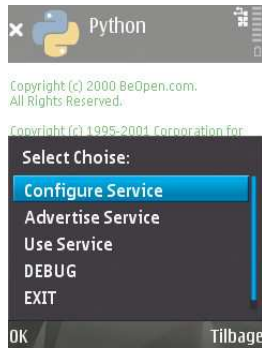 Python
Copyright (c) 2000 BeOpen.com.
All Rights Reserved.
Copyright (c) 1995-2001 Corporation for
Select Choise:
Configure Service
Advertise Service
Use Service
DEBUG
EXIT
OK Tilbage